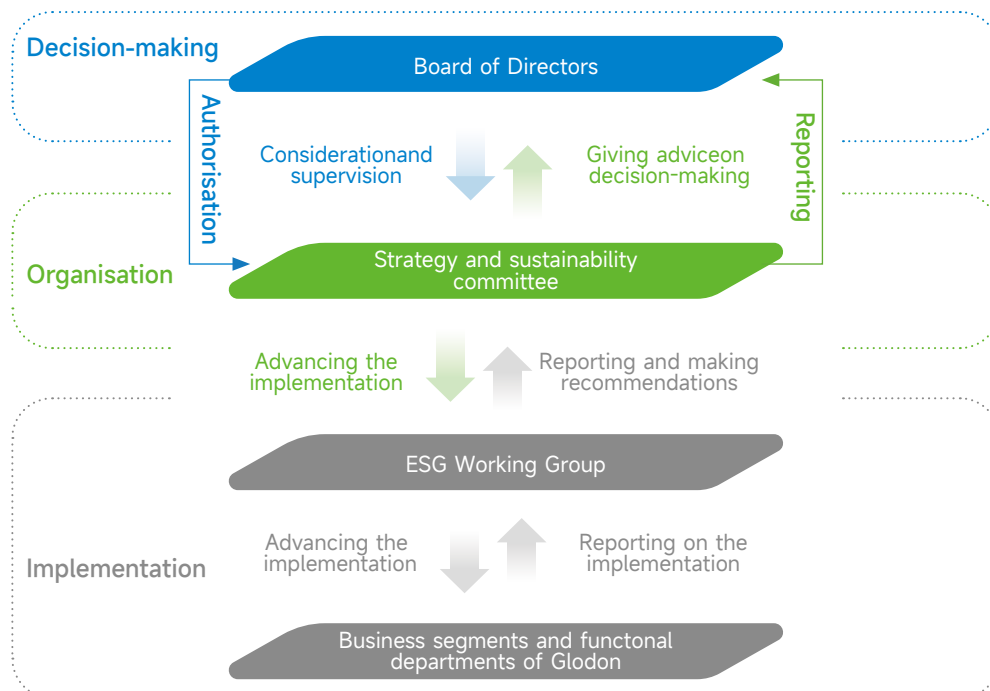 Decision-making
Board of Directors
Authorisation
Reporting
Considerationand
supervision
Giving adviceon
decision-making
Organisation
Strategy and sustainability
committee
Advancing the
implementation
Reporting and making
recommendations
ESG Working Group
Implementation
Advancing the
implementation
Reporting on the
implementation
Business segments and functonal
departments of Glodon